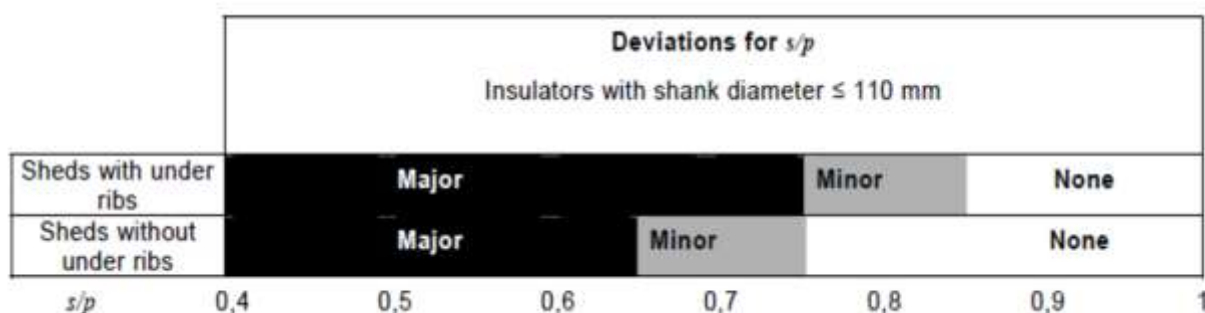 Deviations for s/p
Insulators with shank diameter ≤ 110 mm
Sheds with under
ribs
Major
Minor
None
Sheds without
under ribs
Major
Minor
None
s/p 0,4 0,5 0,6 0,7 0,8 0,9 1